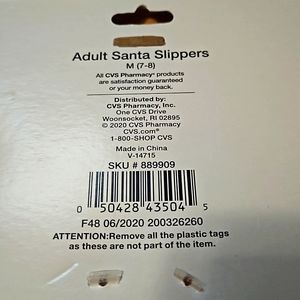 Adult Santa Slippers
M (7-8)
All CVS Pharmacy® products
are satisfaction guaranteed
or your money back.
Distributed by:
CVS Pharmacy, Inc.
One CVS Drive
Woonsocket, RI 02895
© 2020 CVS Pharmacy
CVS.com®
1-800-SHOP CVS
Made in China
V-14715
SKU # 889909
0 50428 43504 5
F48 06/2020 200326260
ATTENTION:Remove all the plastic tags
as these are not part of the item.